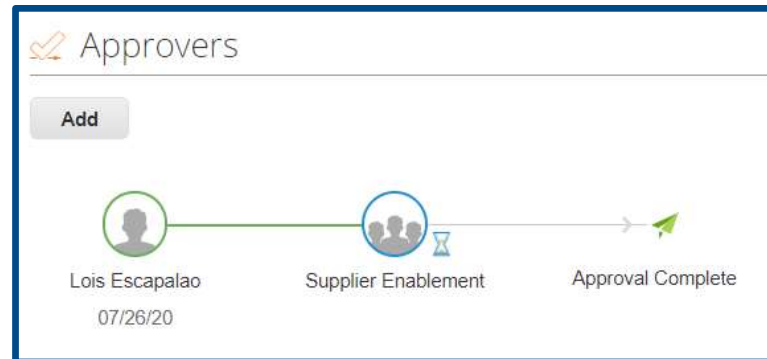 Approvers
Add
Lois Escapalao
Supplier Enablement
Approval Complete
07/26/20